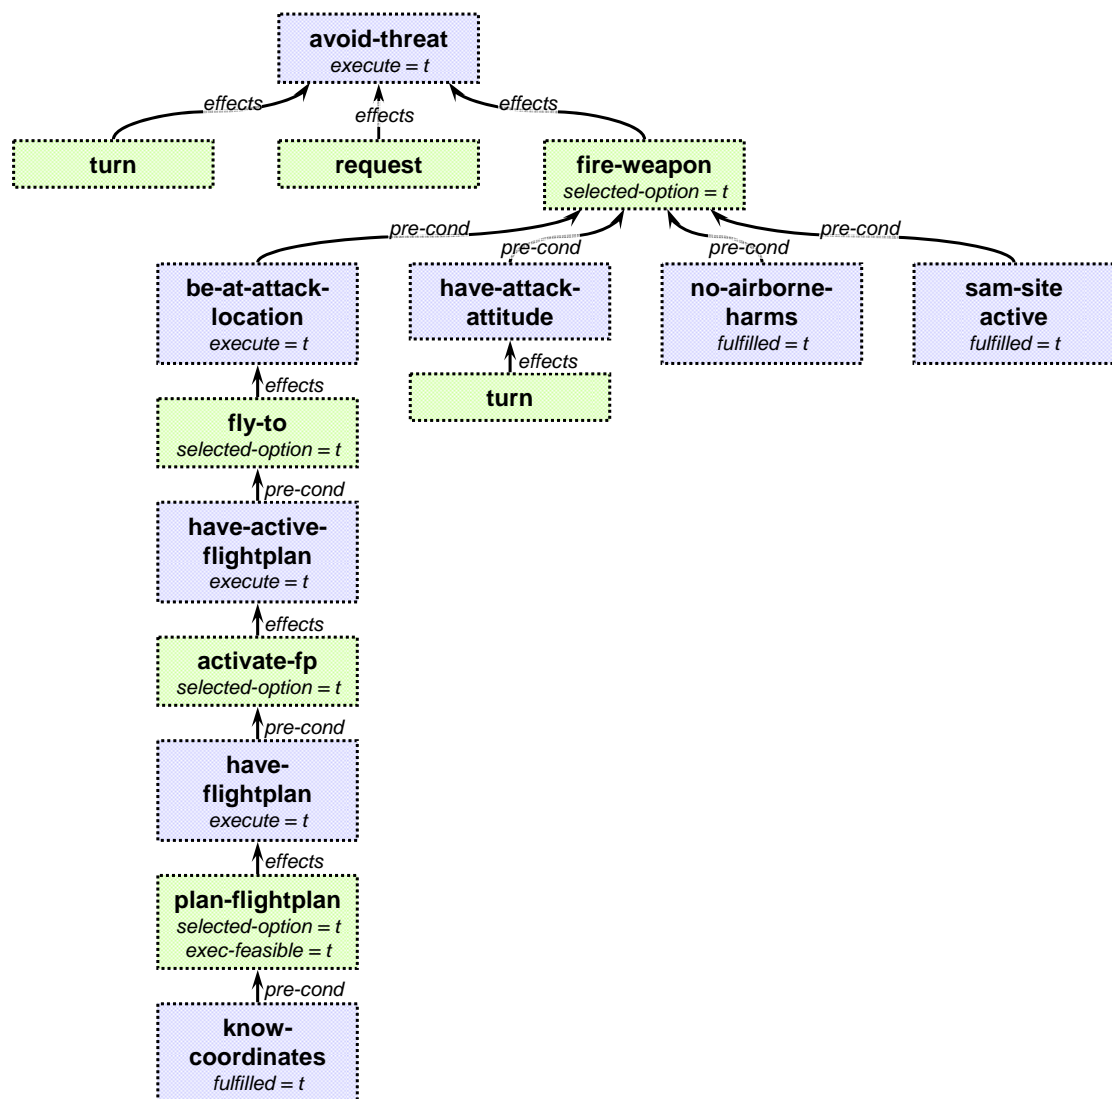 avoid-threat
execute = t
effects
effects
effects
turn
request
fire-weapon
selected-option = t
pre-cond
pre-cond
pre-cond
pre-cond
be-at-attack-
location
execute = t
have-attack-
attitude
no-airborne-
harms
fulfilled = t
sam-site
active
fulfilled = t
effects
effects
turn
fly-to
selected-option = t
pre-cond
have-active-
flightplan
execute = t
effects
activate-fp
selected-option = t
pre-cond
have-
flightplan
execute = t
effects
plan-flightplan
selected-option = t
exec-feasible = t
pre-cond
know-
coordinates
fulfilled = t